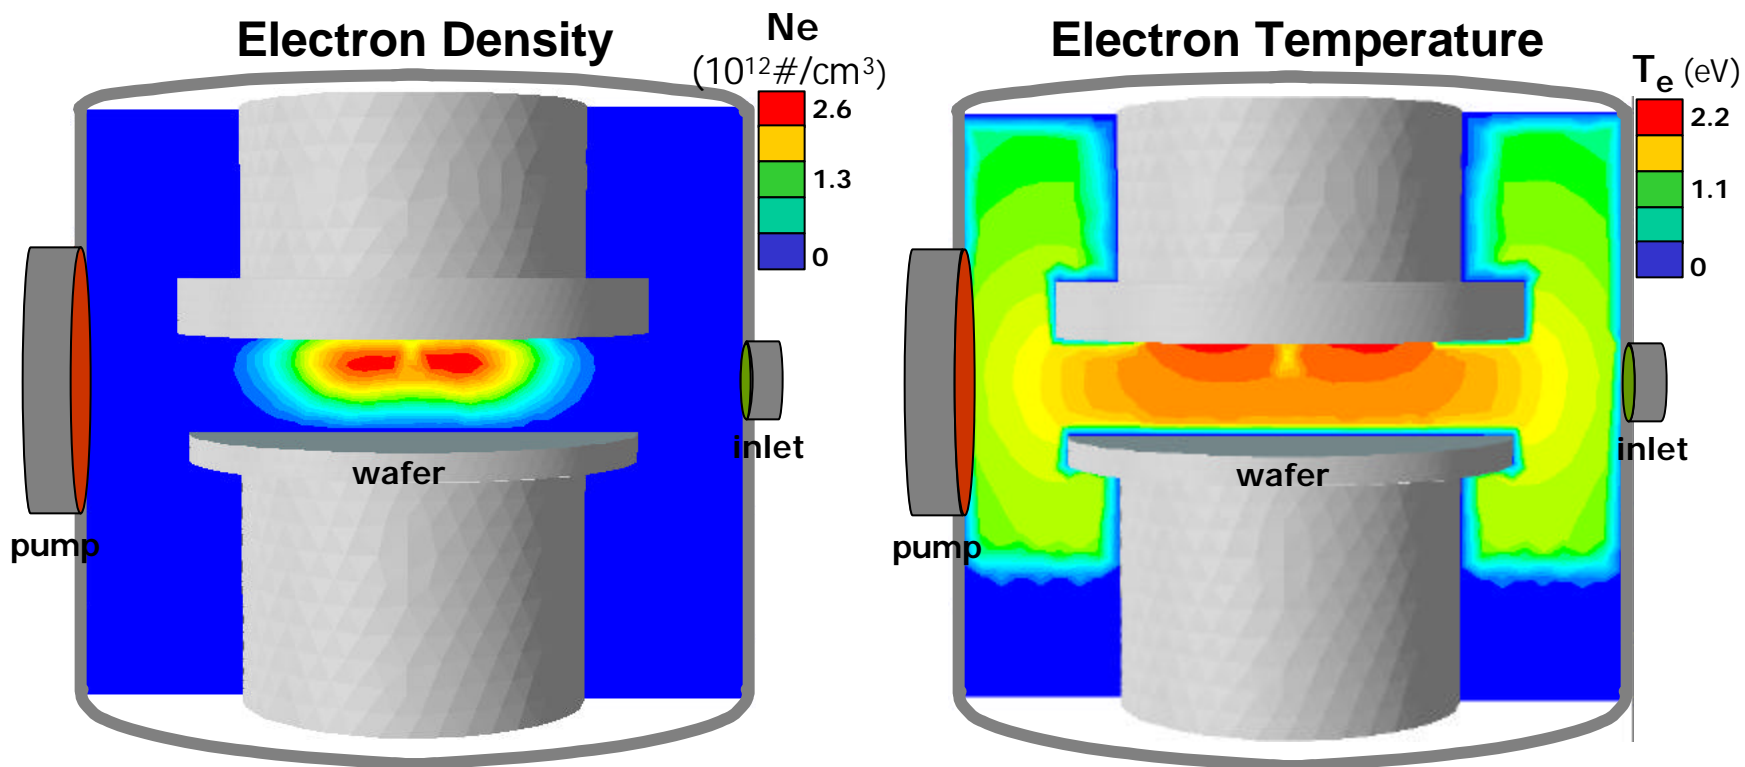 Electron Density
Ne
(10¹²#/cm³)
2.6
1.3
0
inlet
wafer
pump
Electron Temperature
Tₑ (eV)
2.2
1.1
0
inlet
wafer
pump